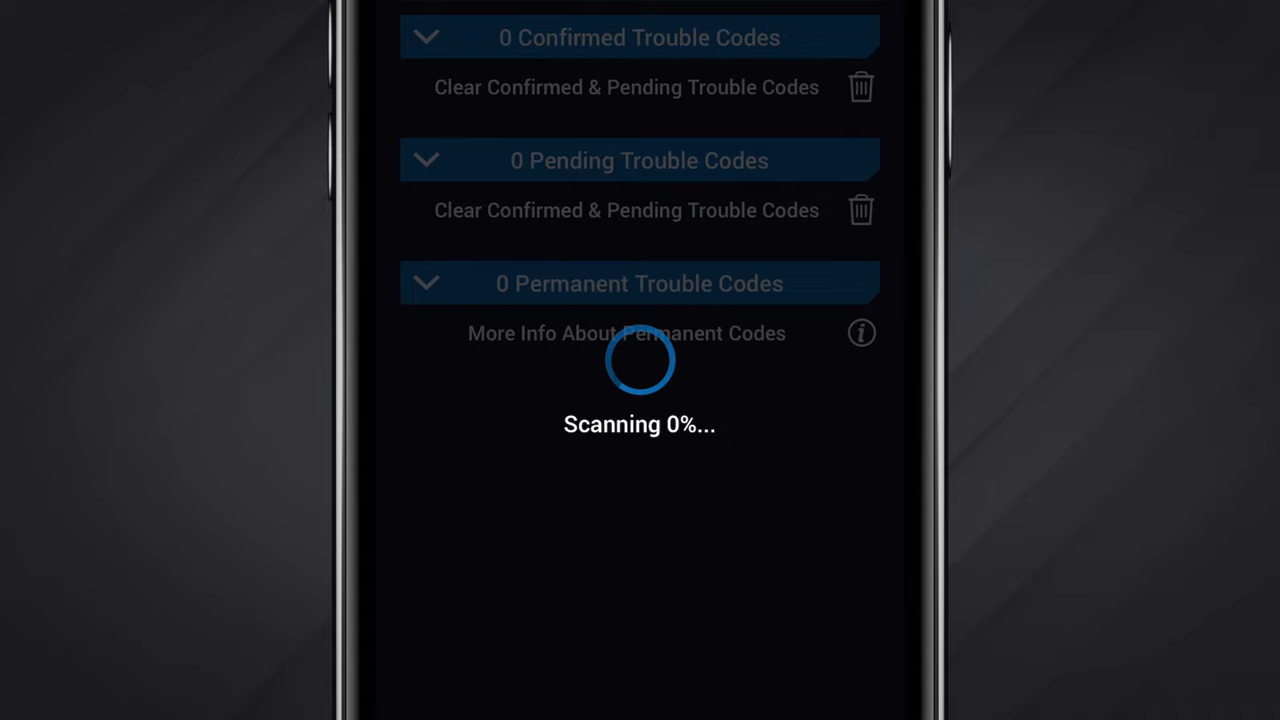 0 Confirmed Trouble Codes
Clear Confirmed & Pending Trouble Codes
0 Pending Trouble Codes
Clear Confirmed & Pending Trouble Codes
0 Permanent Trouble Codes
More Info About Permanent Codes
Scanning 0%...